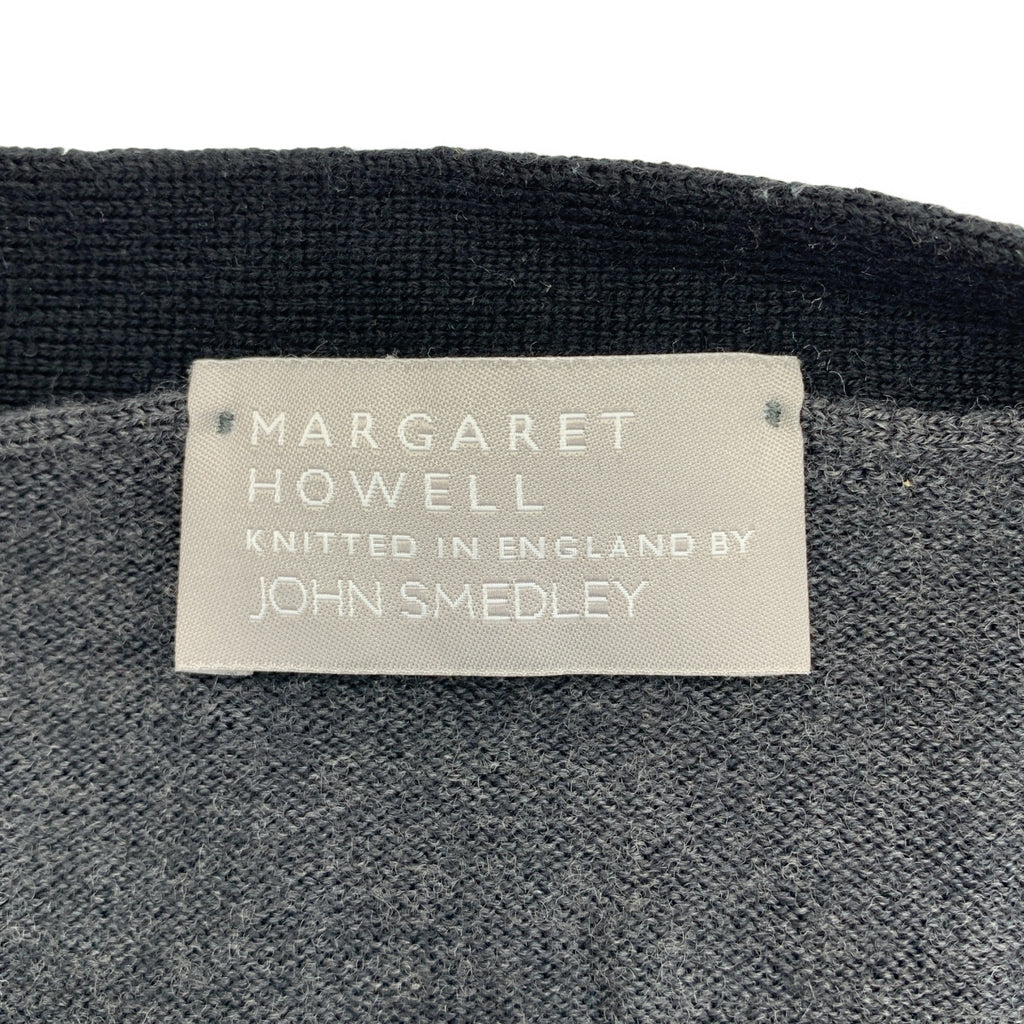 MARGARET
HOWELL
KNITTED IN ENGLAND BY
JOHN SMEDLEY